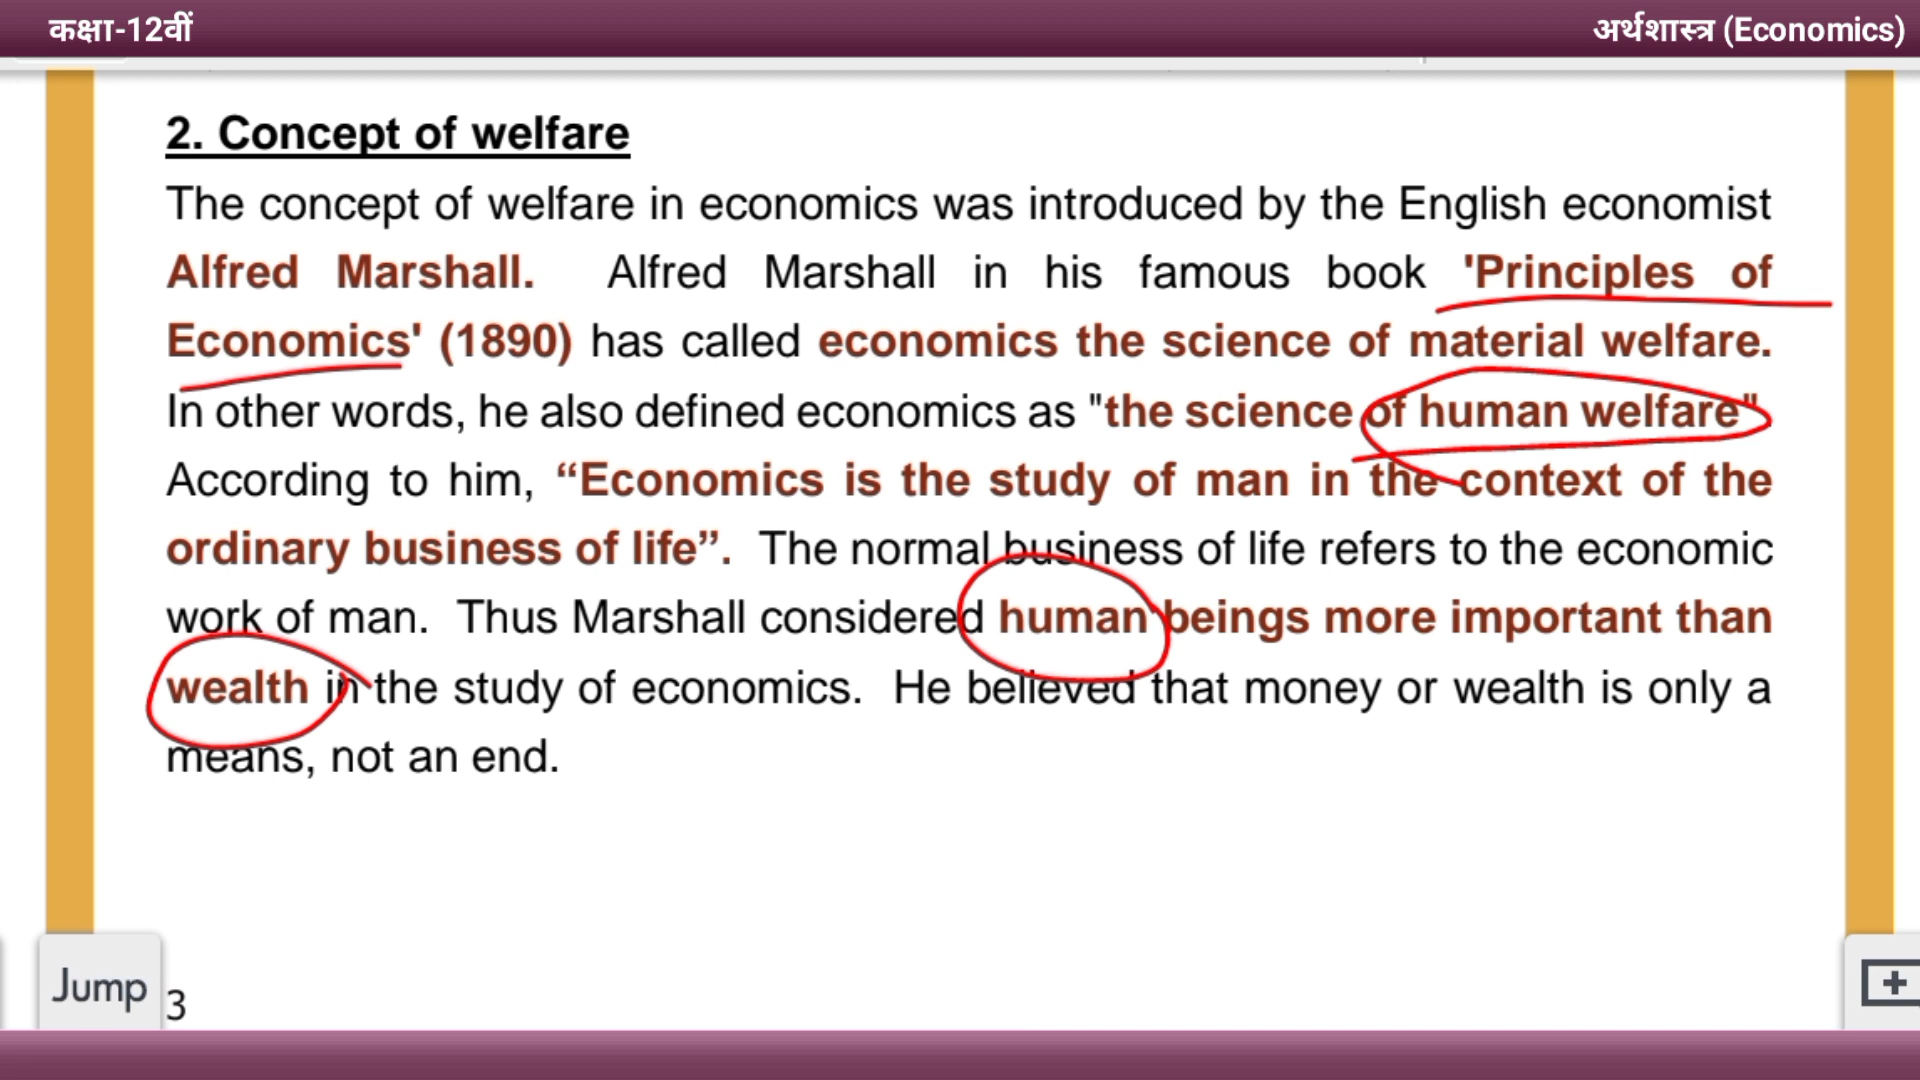 कक्षा-12वीं
अर्थशास्त्र (Economics)
2. Concept of welfare
The concept of welfare in economics was introduced by the English economist
Alfred Marshall. Alfred Marshall in his famous book 'Principles of
Economics' (1890) has called economics the science of material welfare.
In other words, he also defined economics as "the science of human welfare"
According to him, “Economics is the study of man in the context of the
ordinary business of life”. The normal business of life refers to the economic
work of man. Thus Marshall considered human beings more important than
wealth in the study of economics. He believed that money or wealth is only a
means, not an end.
Jump
3